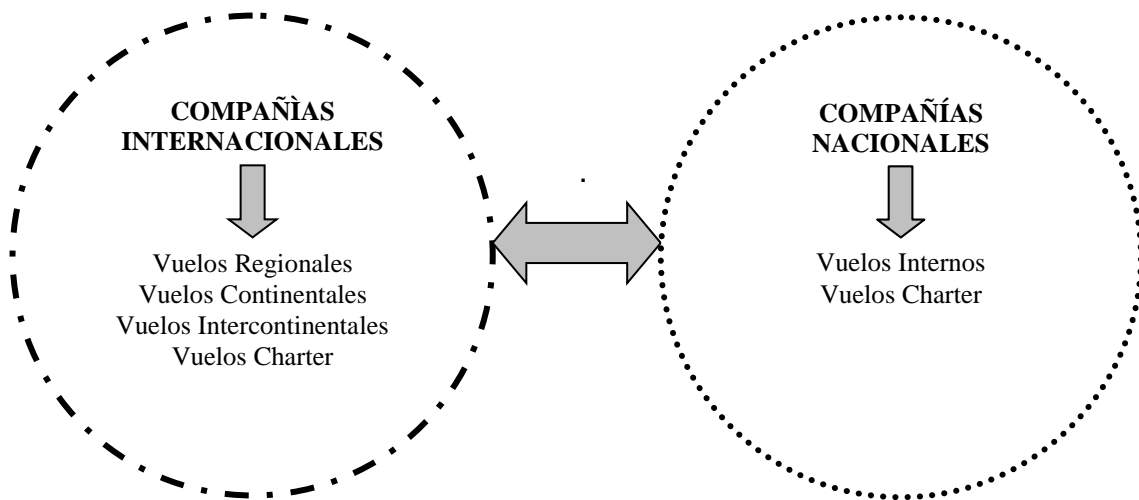 COMPAÑÌAS
INTERNACIONALES
Vuelos Regionales
Vuelos Continentales
Vuelos Intercontinentales
Vuelos Charter
.
COMPAÑÍAS
NACIONALES
Vuelos Internos
Vuelos Charter